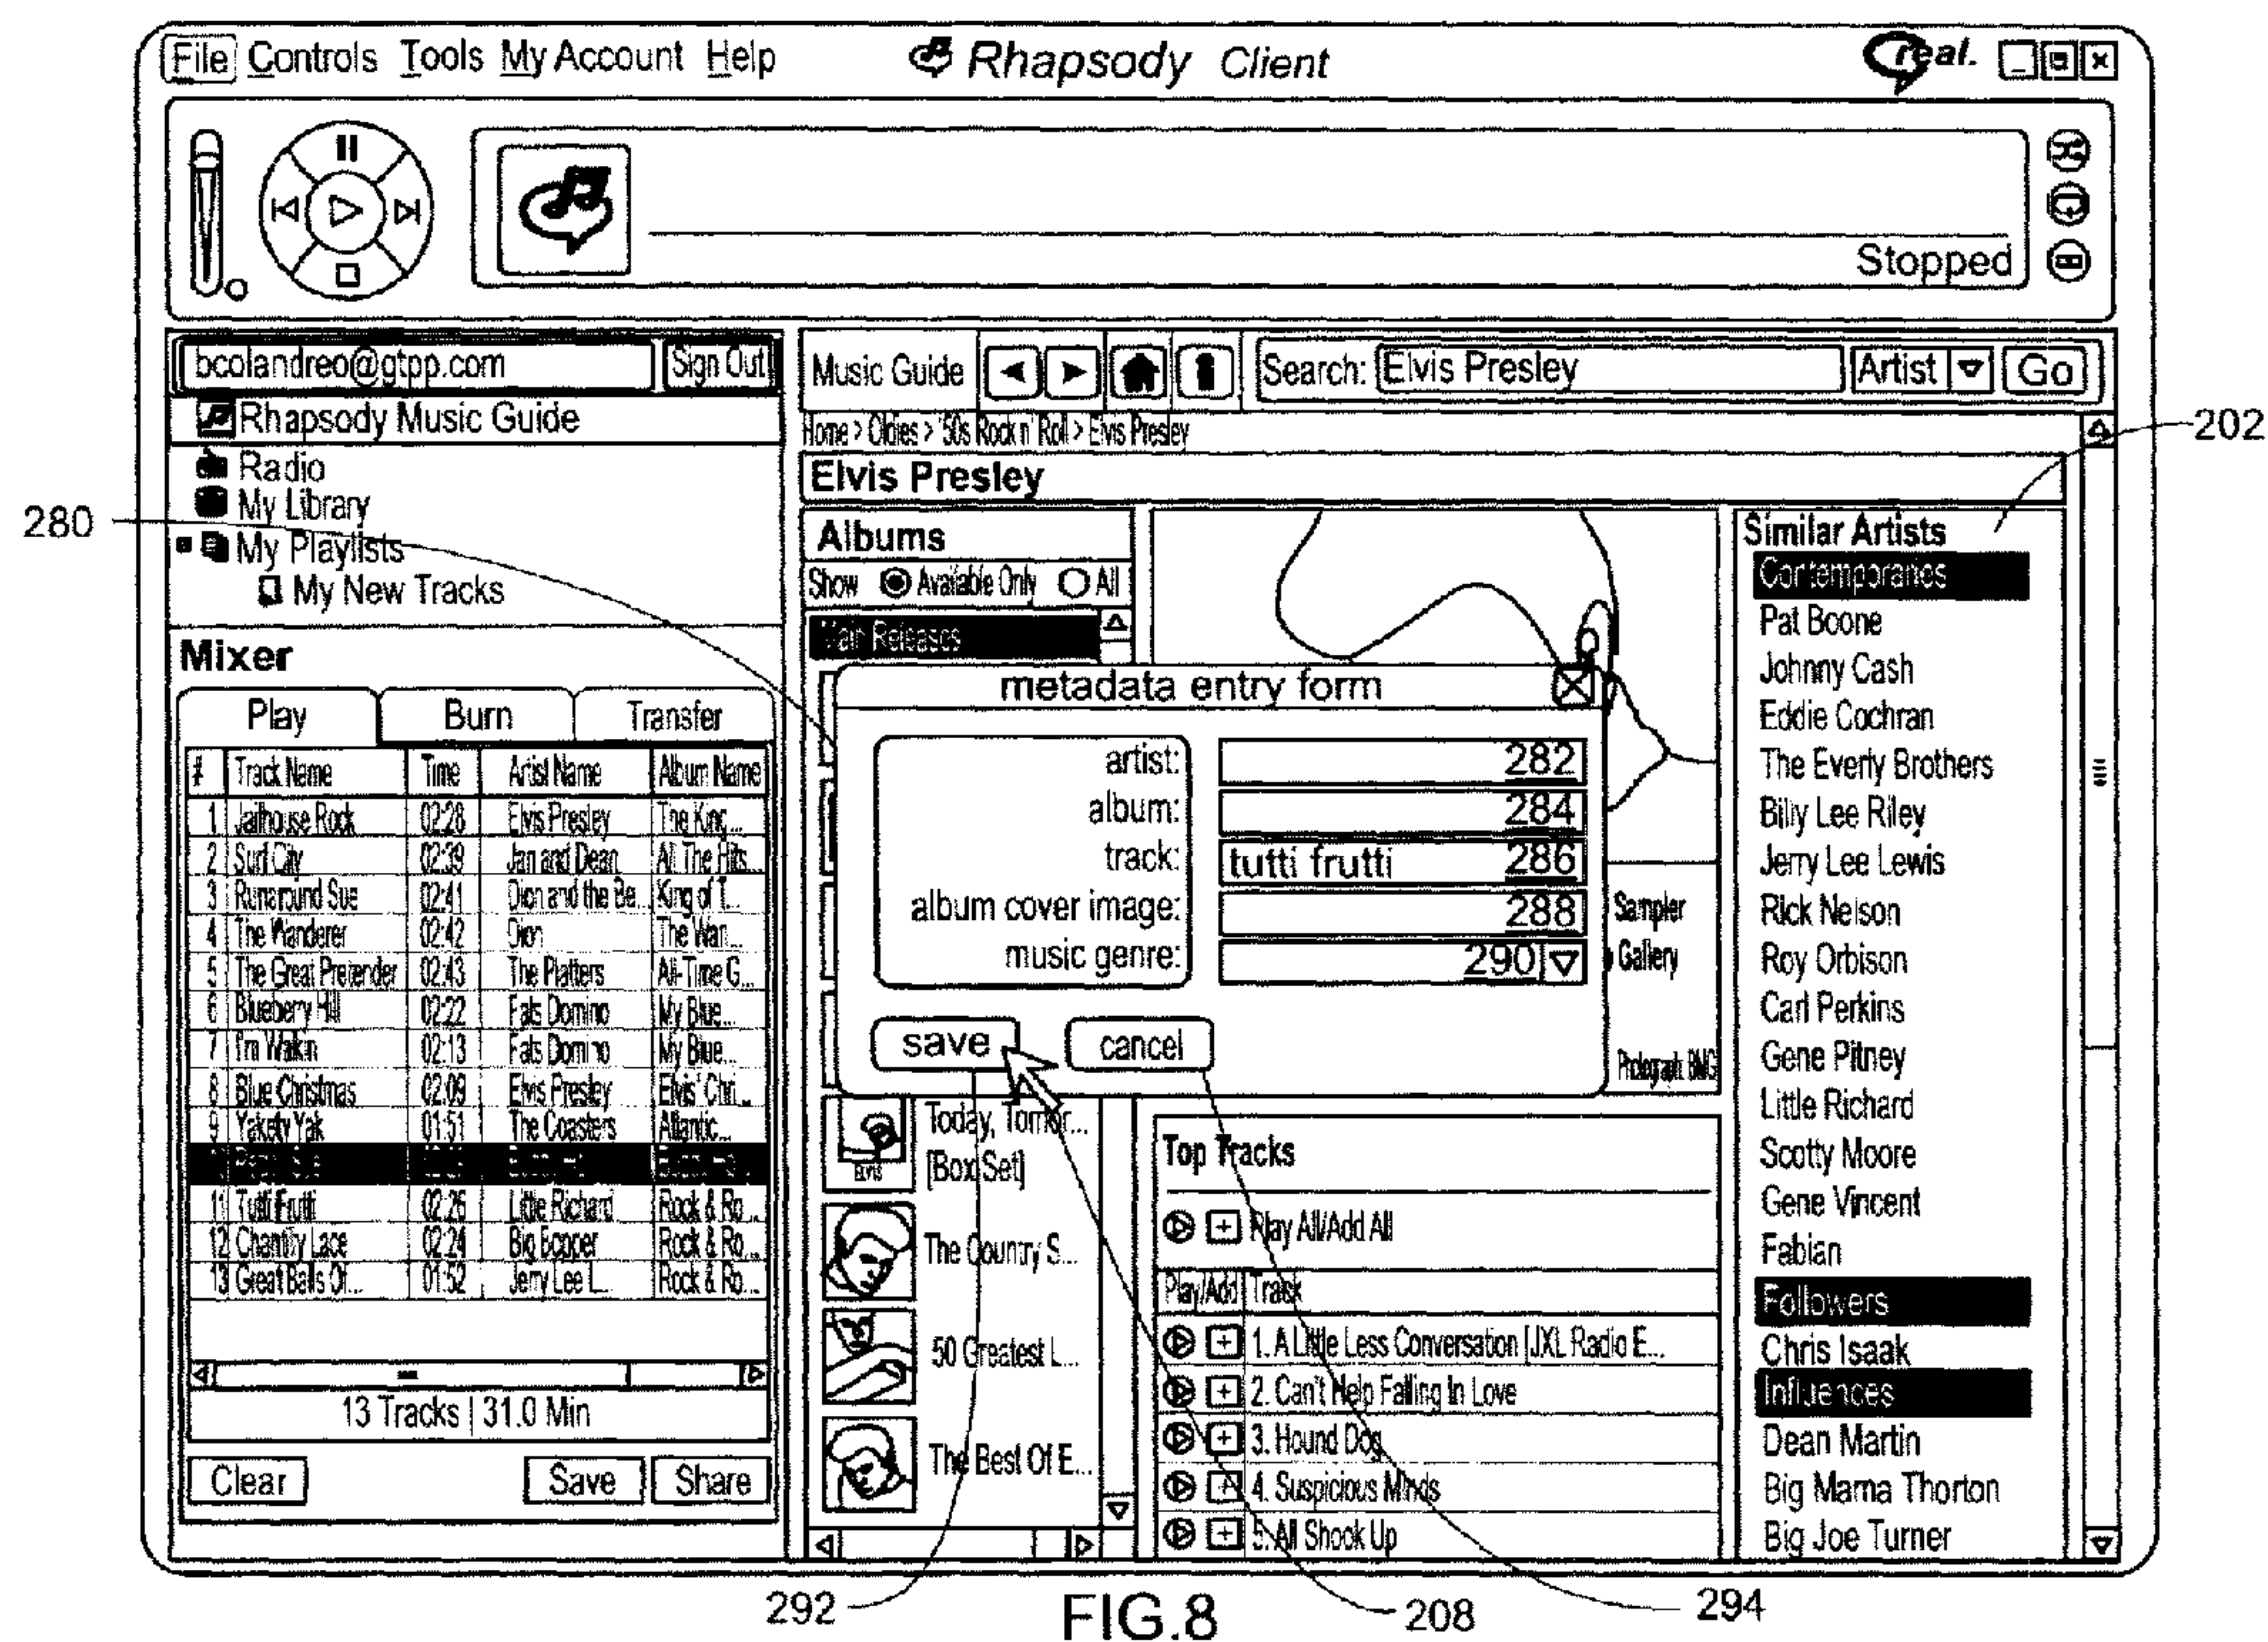 File Controls Tools My Account Help Rhapsody Client real.
Stopped
bcolandreo@gtpp.com Sign Out
Music Guide Search: Elvis Presley Artist Go
Rhapsody Music Guide
Radio
My Library
My Playlists
My New Tracks
Home > Oldies > '50s Rock n' Roll > Elvis Presley
202
Elvis Presley
280
Albums
Show Available Only All
Main Releases
Similar Artists
Contemporaries
Pat Boone
Johnny Cash
Eddie Cochran
The Everly Brothers
Billy Lee Riley
Jerry Lee Lewis
Rick Nelson
Roy Orbison
Carl Perkins
Gene Pitney
Little Richard
Scotty Moore
Gene Vincent
Fabian
Followers
Chris Isaak
Influences
Dean Martin
Big Mama Thorton
Big Joe Turner
Mixer
Play Burn Transfer
# Track Name Time Artist Name Album Name
1 Jailhouse Rock 02:28 Elvis Presley The King...
2 Surf City 02:39 Jan and Dean All The Hits...
3 Runaround Sue 02:41 Dion and the Be... King of T...
4 The Wanderer 02:42 Dion The Wan...
5 The Great Pretender 02:43 The Platters All-Time G...
6 Blueberry Hill 02:22 Fats Domino My Blue...
7 I'm Walkin 02:13 Fats Domino My Blue...
8 Blue Christmas 02:09 Elvis Presley Elvis' Chri...
9 Yakety Yak 01:51 The Coasters Atlantic...
11 Tutti Frutti 02:26 Little Richard Rock & Ro...
12 Chantilly Lace 02:24 Big Bopper Rock & Ro...
13 Great Balls Of... 01:52 Jerry Lee L... Rock & Ro...
13 Tracks | 31.0 Min
Clear Save Share
metadata entry form
artist: 282
album: 284
track: tutti frutti 286
album cover image: 288
music genre: 290
save cancel
Sampler
Gallery
Photograph: BMG
Today, Tomor...
[Box Set]
The Country S...
50 Greatest L...
The Best Of E...
Top Tracks
Play All/Add All
Play/Add Track
1. A Little Less Conversation [JXL Radio E...
2. Can't Help Falling In Love
3. Hound Dog
4. Suspicious Minds
5. All Shook Up
292 208 294
FIG.8